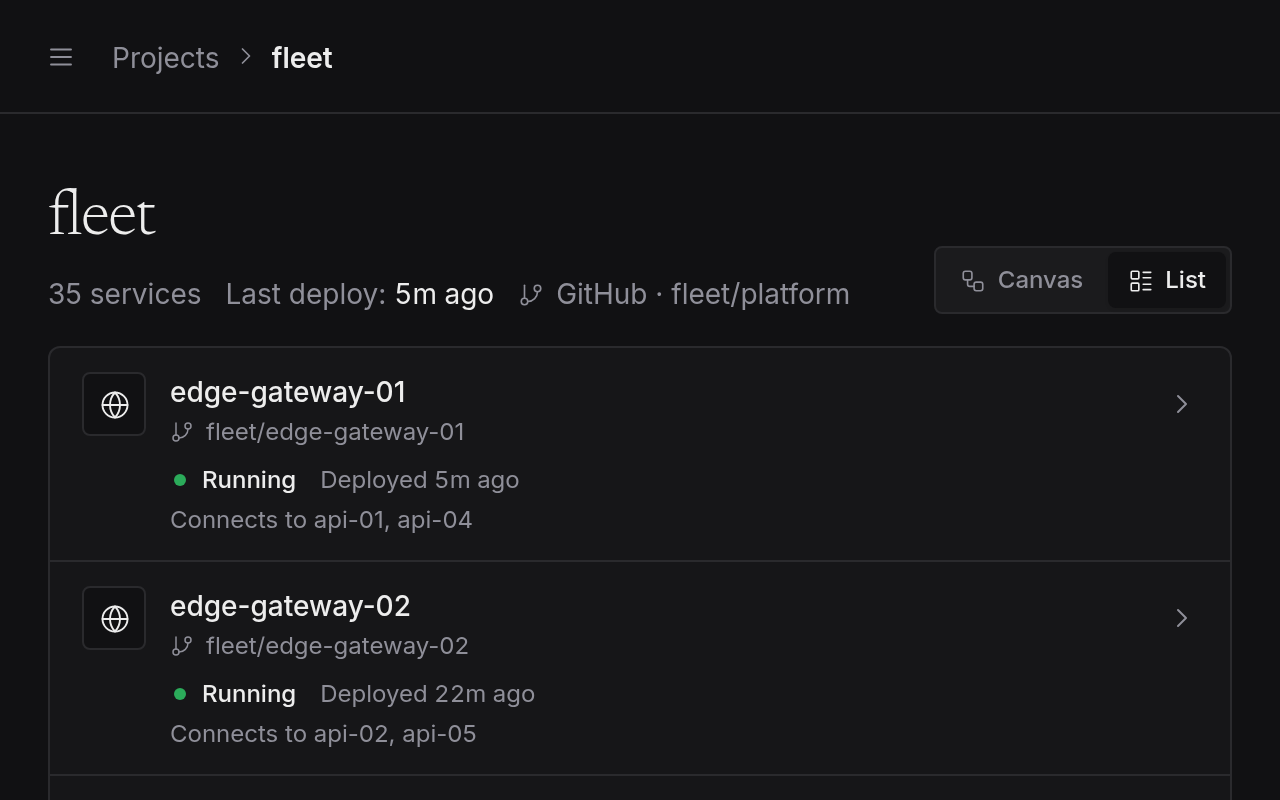 Projects > fleet
fleet
35 services Last deploy: 5m ago GitHub · fleet/platform
Canvas List
edge-gateway-01
fleet/edge-gateway-01
Running Deployed 5m ago
Connects to api-01, api-04
edge-gateway-02
fleet/edge-gateway-02
Running Deployed 22m ago
Connects to api-02, api-05